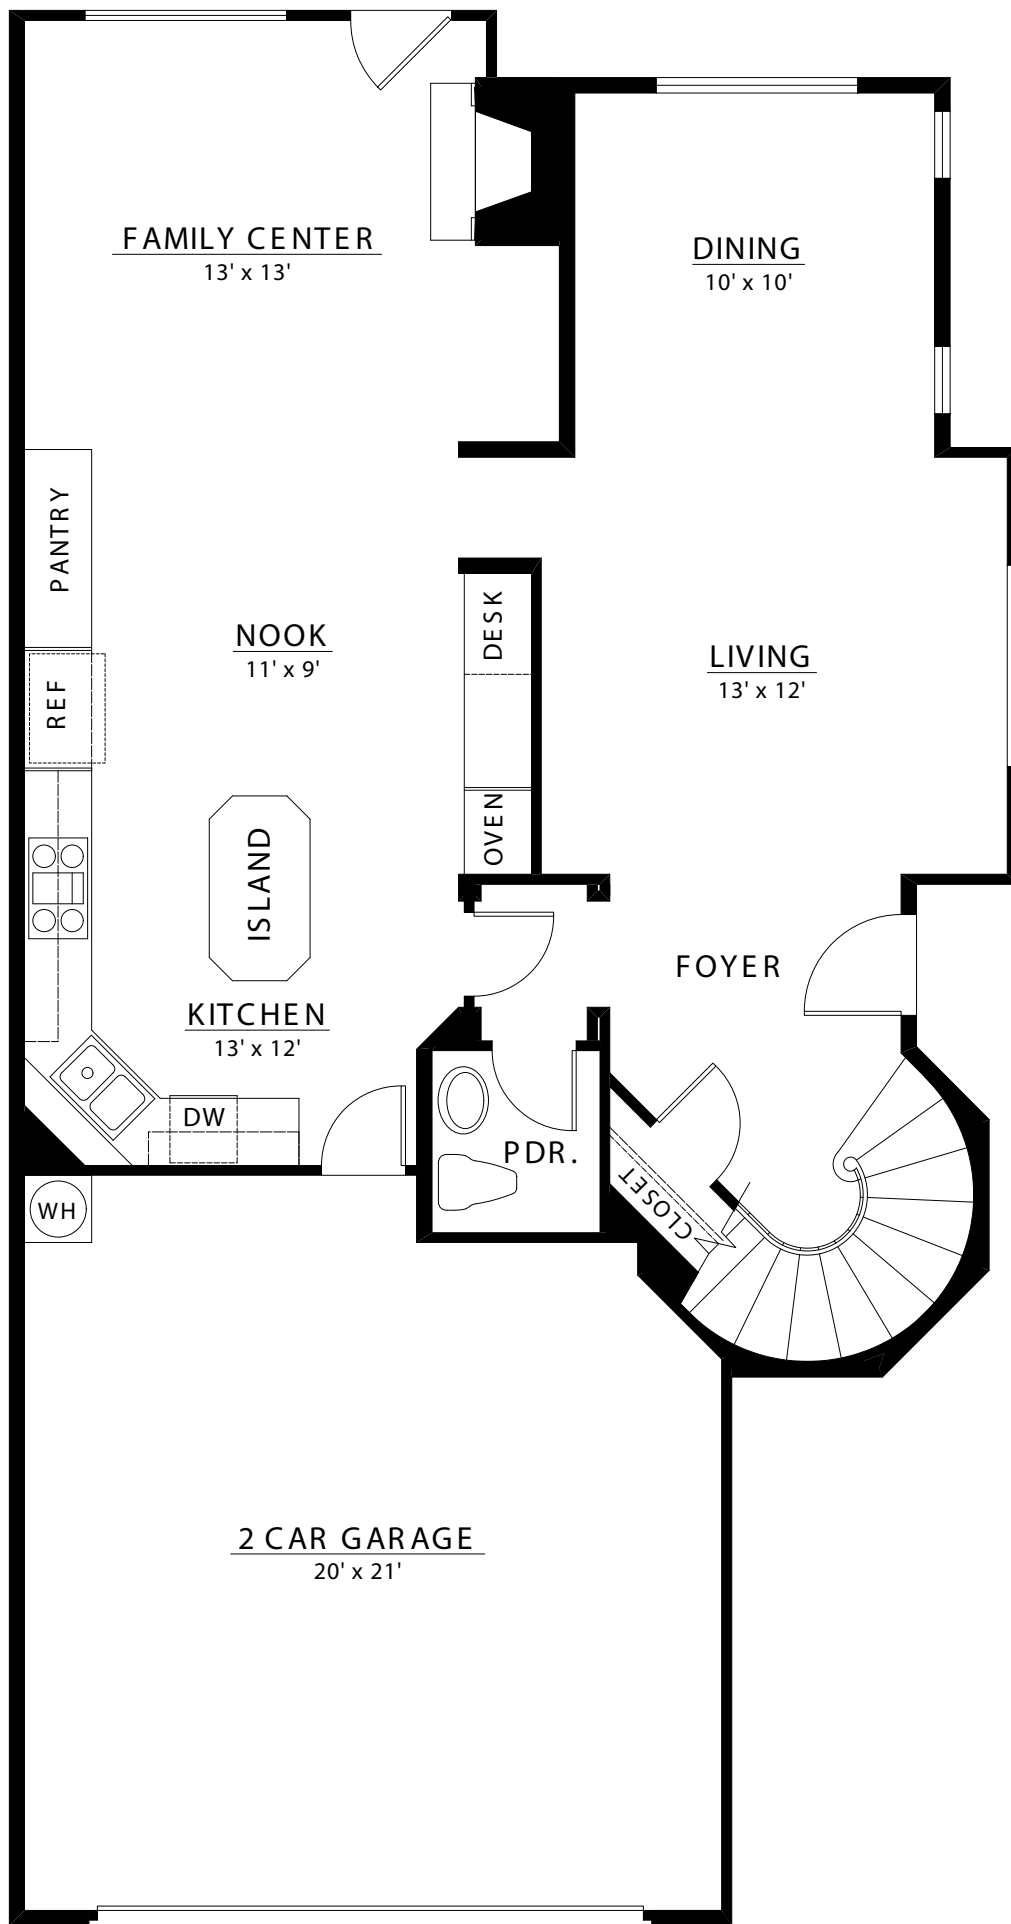 FAMILY CENTER
13' x 13'
DINING
10' x 10'
PANTRY
NOOK
11' x 9'
DESK
LIVING
13' x 12'
REF
OVEN
ISLAND
FOYER
KITCHEN
13' x 12'
DW
PDR.
CLOSET
WH
2 CAR GARAGE
20' x 21'